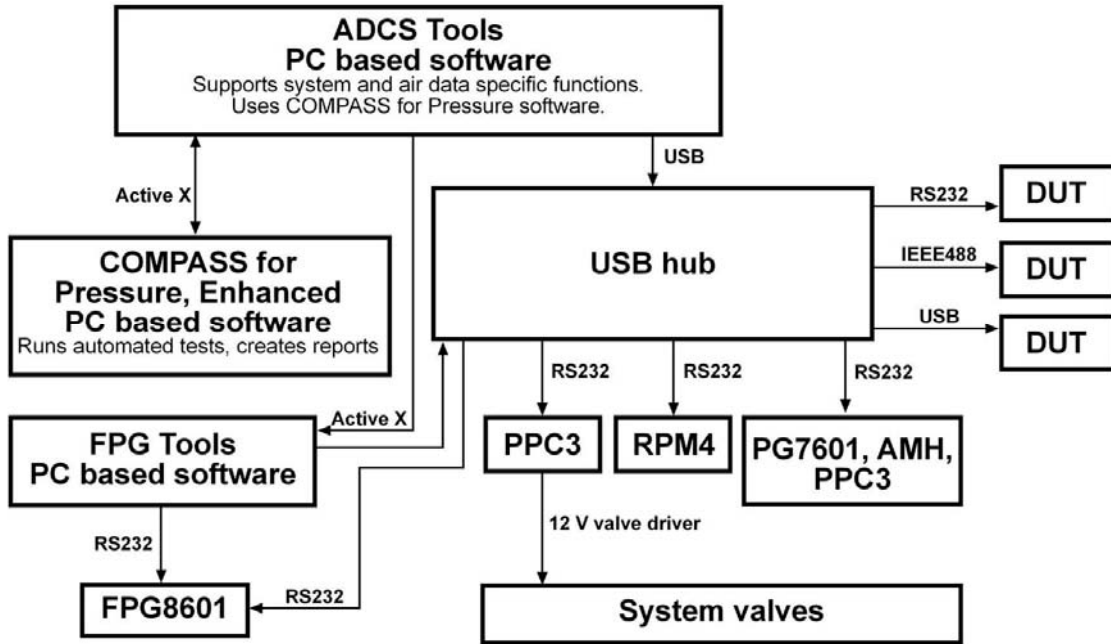 ADCS Tools
PC based software
Supports system and air data specific functions.
Uses COMPASS for Pressure software.
USB
Active X
RS232
DUT
USB hub
IEEE488
DUT
USB
DUT
COMPASS for
Pressure, Enhanced
PC based software
Runs automated tests, creates reports
RS232
RS232
RS232
Active X
FPG Tools
PC based software
PPC3
RPM4
PG7601, AMH,
PPC3
12 V valve driver
RS232
RS232
FPG8601
System valves